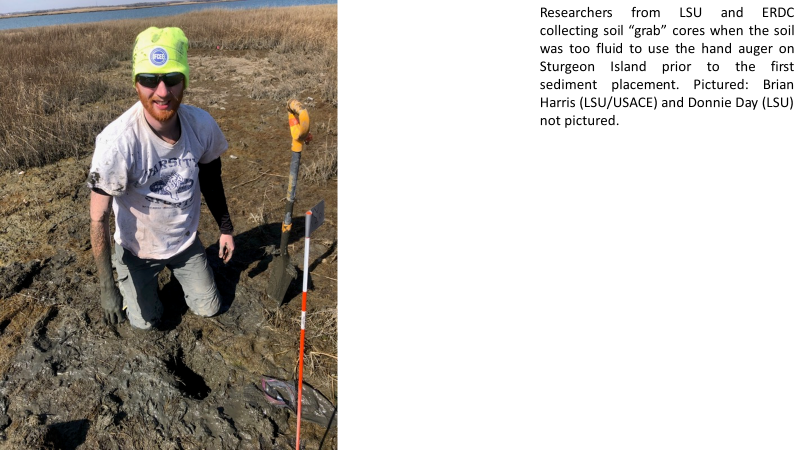 Researchers from LSU and ERDC
collecting soil “grab” cores when the soil
was too fluid to use the hand auger on
Sturgeon Island prior to the first
sediment placement. Pictured: Brian
Harris (LSU/USACE) and Donnie Day (LSU)
not pictured.